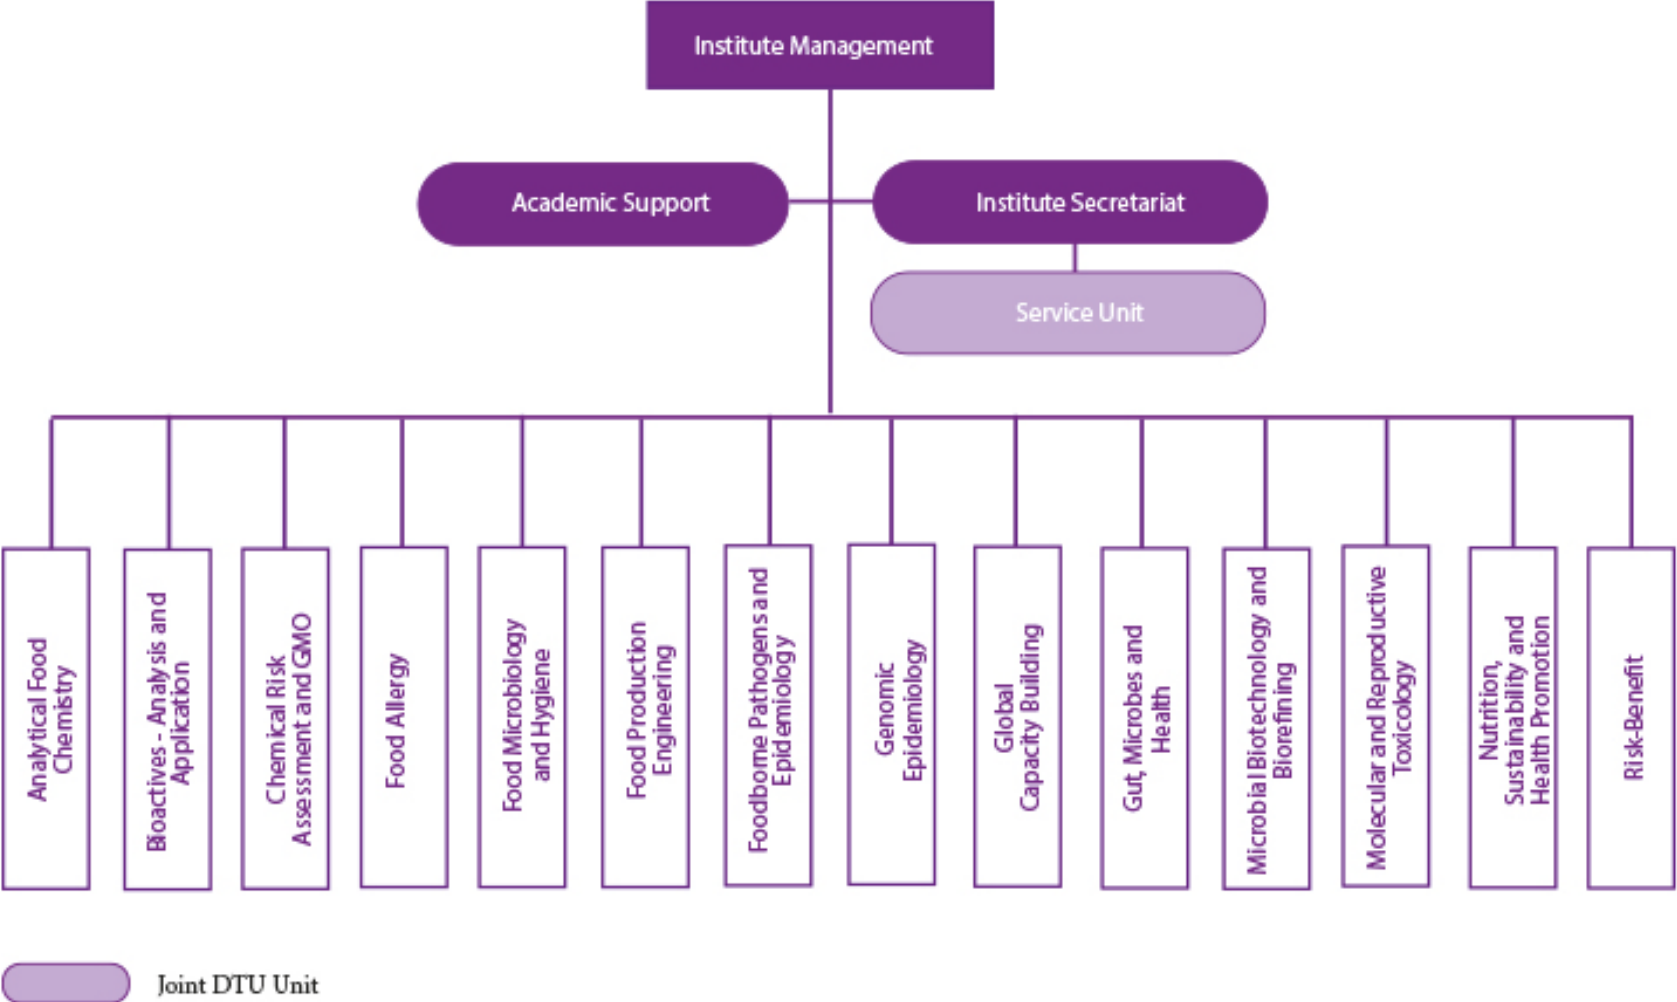 Institute Management
Academic Support
Institute Secretariat
Service Unit
Analytical Food
Chemistry
Bioactives - Analysis and
Application
Chemical Risk
Assessment and GMO
Food Allergy
Food Microbiology
and Hygiene
Food Production
Engineering
Foodborne Pathogens and
Epidemiology
Genomic
Epidemiology
Global
Capacity Building
Gut, Microbes and
Health
Microbial Biotechnology and
Biorefining
Molecular and Reproductive
Toxicology
Nutrition,
Sustainability and
Health Promotion
Risk-Benefit
Joint DTU Unit